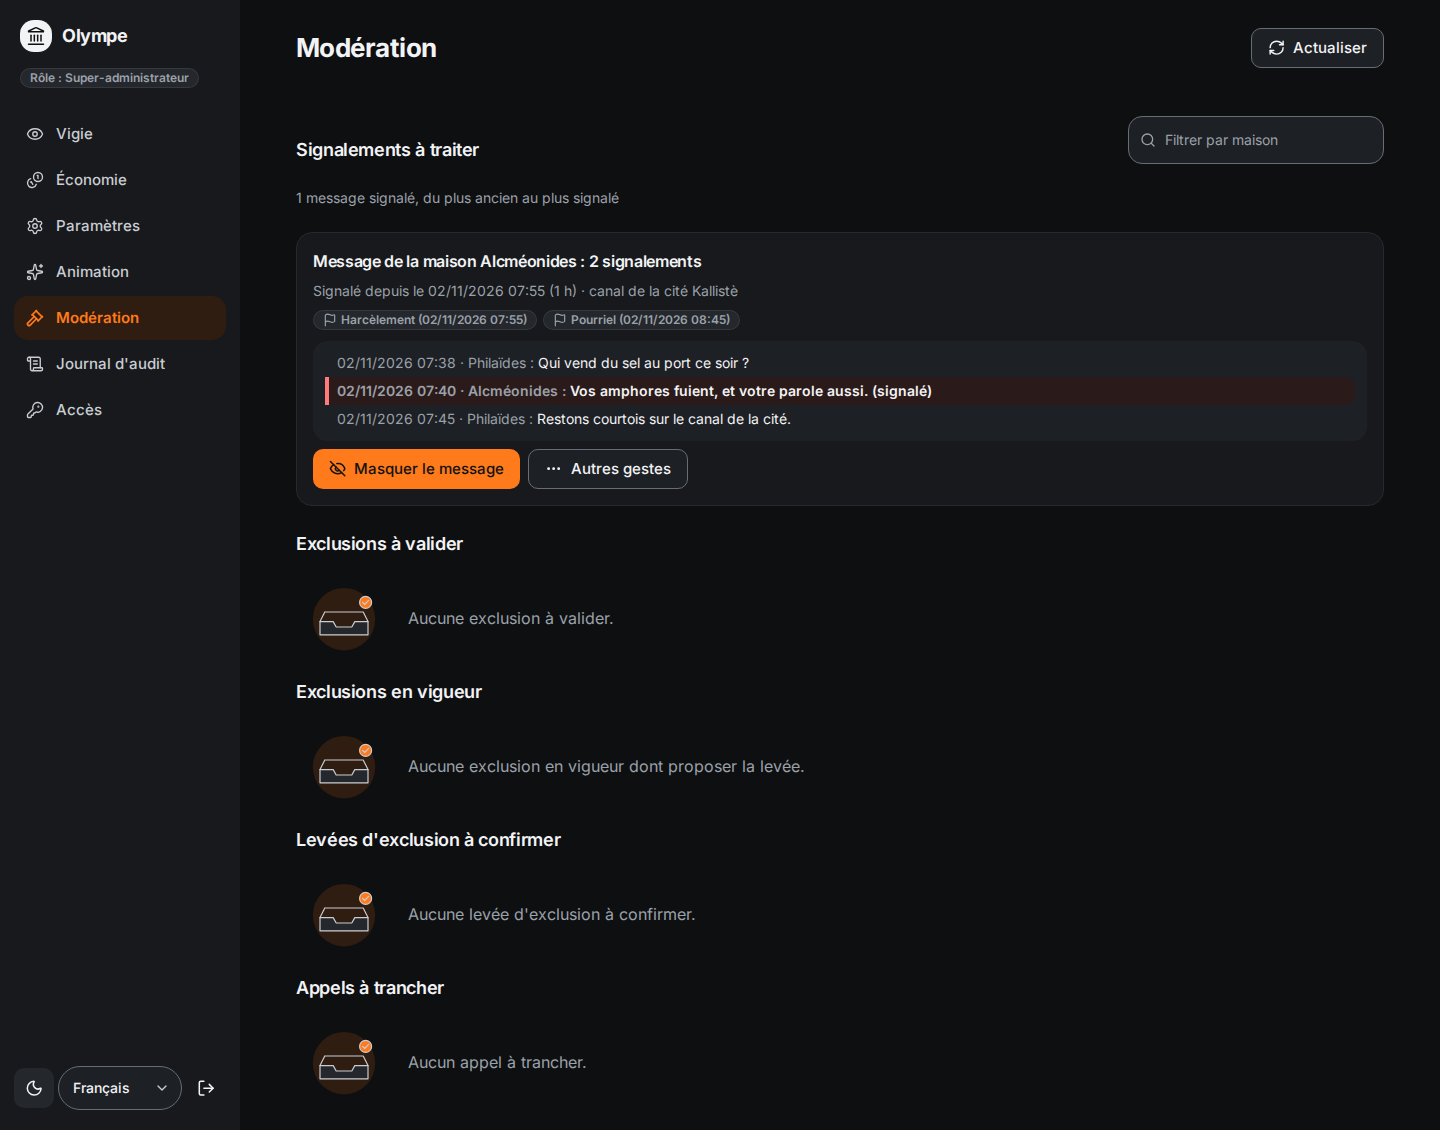 Olympe
Rôle : Super-administrateur
Vigie
Économie
Paramètres
Animation
Modération
Journal d'audit
Accès
Français
Modération
Actualiser
Signalements à traiter
Filtrer par maison
1 message signalé, du plus ancien au plus signalé
Message de la maison Alcméonides : 2 signalements
Signalé depuis le 02/11/2026 07:55 (1 h) · canal de la cité Kallistè
Harcèlement (02/11/2026 07:55)
Pourriel (02/11/2026 08:45)
02/11/2026 07:38 · Philaïdes : Qui vend du sel au port ce soir ?
02/11/2026 07:40 · Alcméonides : Vos amphores fuient, et votre parole aussi. (signalé)
02/11/2026 07:45 · Philaïdes : Restons courtois sur le canal de la cité.
Masquer le message
Autres gestes
Exclusions à valider
Aucune exclusion à valider.
Exclusions en vigueur
Aucune exclusion en vigueur dont proposer la levée.
Levées d'exclusion à confirmer
Aucune levée d'exclusion à confirmer.
Appels à trancher
Aucun appel à trancher.